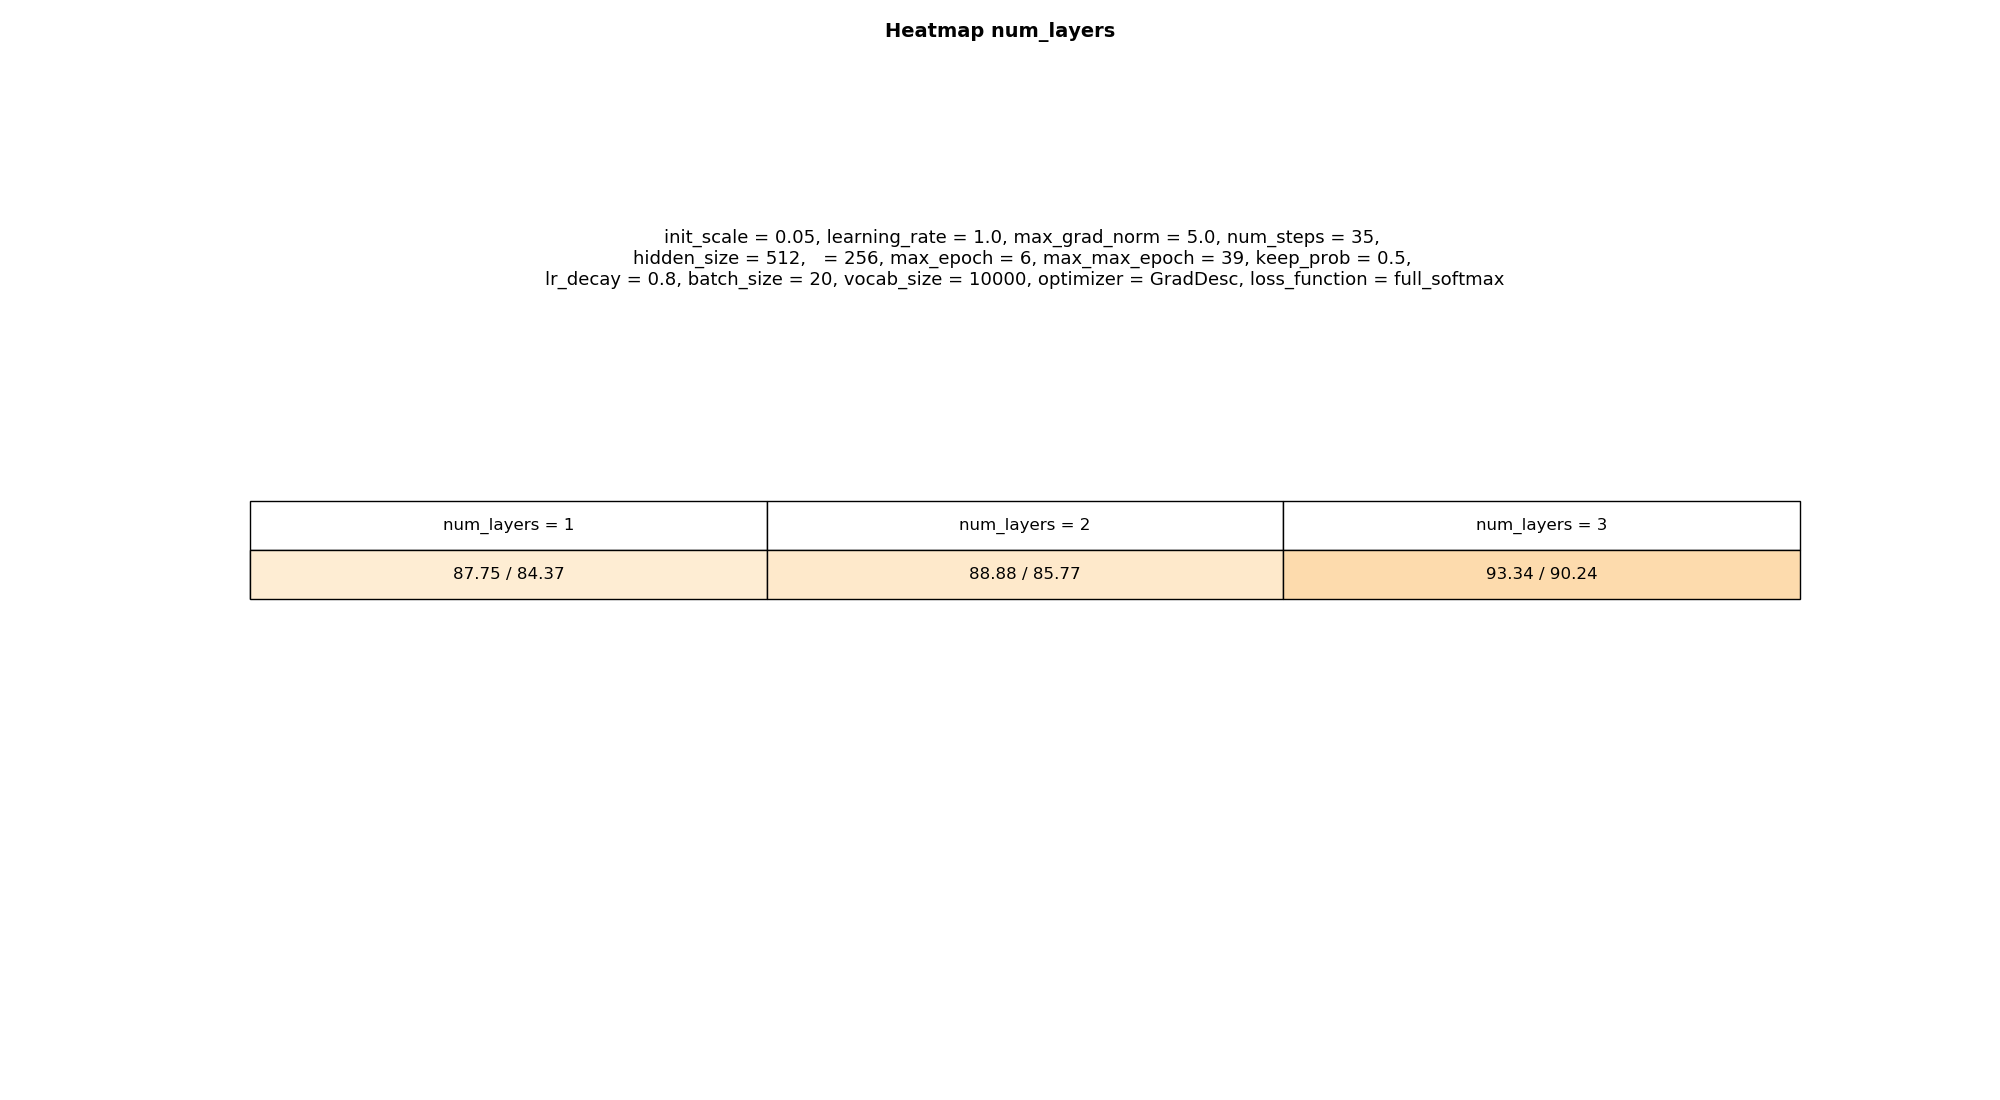 Heatmap num_layers
init_scale = 0.05, learning_rate = 1.0, max_grad_norm = 5.0, num_steps = 35,
hidden_size = 512,   = 256, max_epoch = 6, max_max_epoch = 39, keep_prob = 0.5,
lr_decay = 0.8, batch_size = 20, vocab_size = 10000, optimizer = GradDesc, loss_function = full_softmax
num_layers = 1 num_layers = 2 num_layers = 3
87.75 / 84.37 88.88 / 85.77 93.34 / 90.24